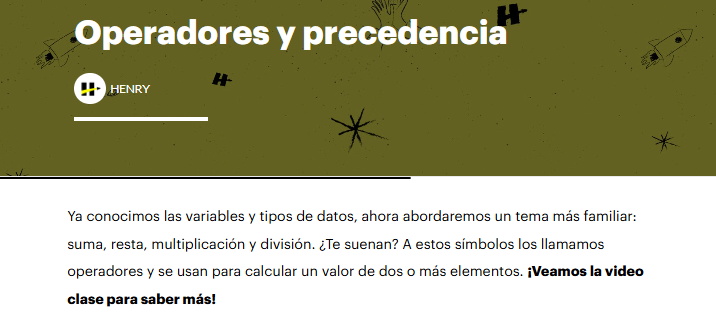 Operadores y precedencia
HENRY
Ya conocimos las variables y tipos de datos, ahora abordaremos un tema más familiar:
suma, resta, multiplicación y división. ¿Te suenan? A estos símbolos los llamamos
operadores y se usan para calcular un valor de dos o más elementos. ¡Veamos la video
clase para saber más!